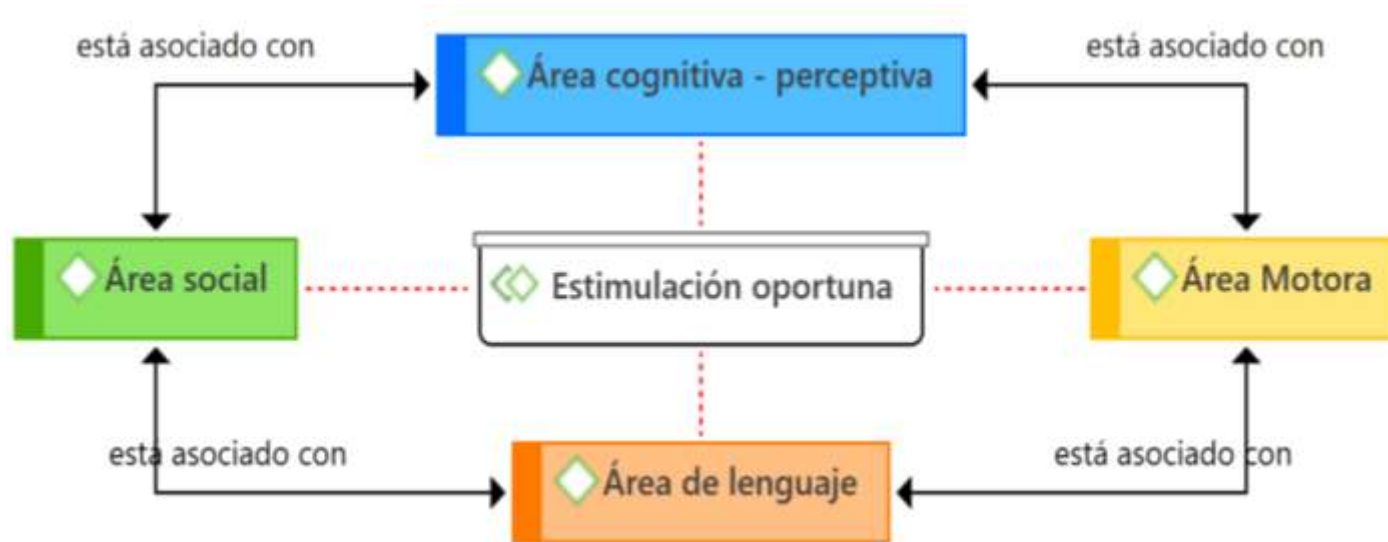 está asociado con
Área cognitiva - perceptiva
está asociado con
Área social
Estimulación oportuna
Área Motora
está asociado con
Área de lenguaje
está asociado con